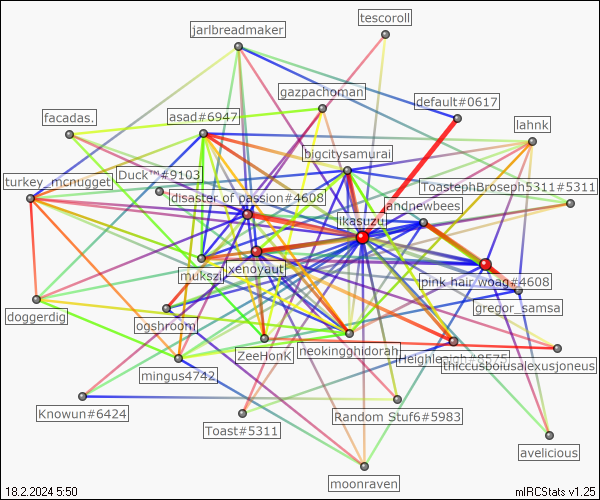 tescoroll
jarlbreadmaker
gazpachoman
default#0617
facadas.
asad#6947
lahnk
bigcitysamurai
Duck™#9103
turkey_mcnugget
ToastephBroseph5311#5311
disaster of passion#4608
jandnewbees
ikasuzu
mukszi
xenoyaut
pink hair woag#4608
gregor_samsa
doggerdig
ogshroom
ZeeHonK
neokingghidorah
Heighleigh#8575
thiccusboiusalexusjoneus
mingus4742
Knowun#6424
Random Stuf6#5983
Toast#5311
avelicious
moonraven
18.2.2024 5:50
mIRCStats v1.25